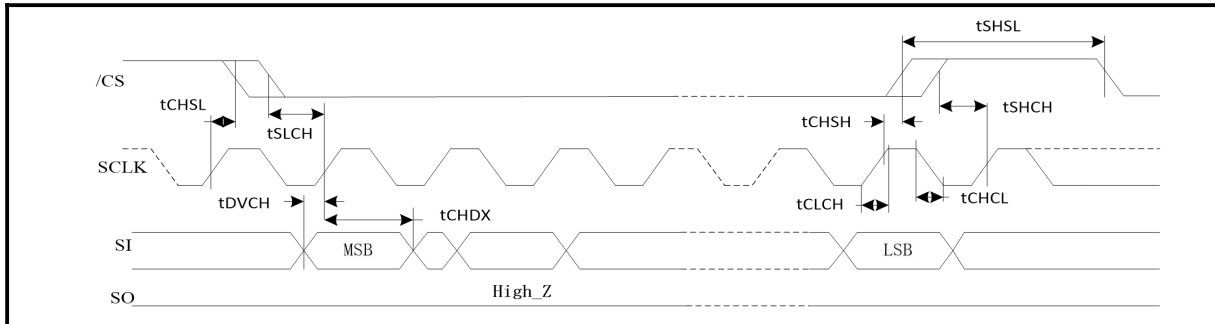 tSHSL
/CS
tCHSL
tSLCH
tCHSH
tSHCH
SCLK
tDVCH
tCHDX
tCLCH
tCHCL
SI
MSB
LSB
SO
High_Z